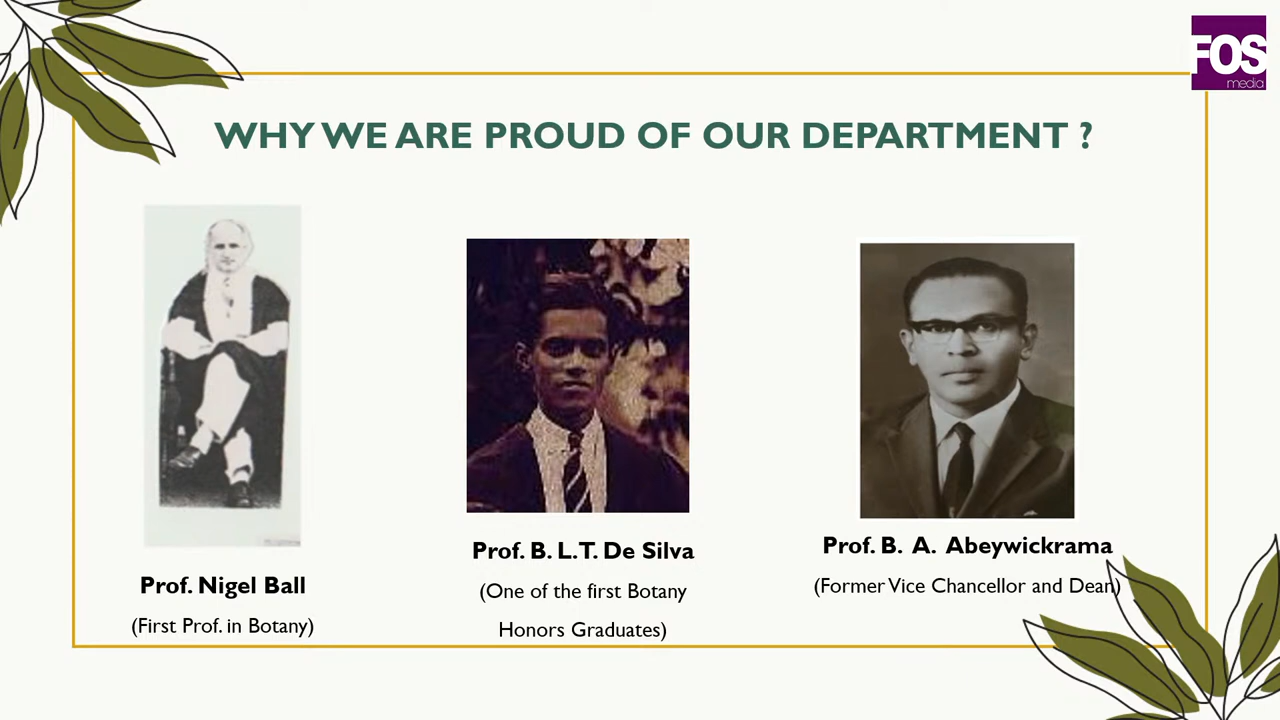 FOS
media
WHY WE ARE PROUD OF OUR DEPARTMENT ?
Prof. Nigel Ball
(First Prof. in Botany)
Prof. B. L.T. De Silva
(One of the first Botany
Honors Graduates)
Prof. B. A. Abeywickrama
(Former Vice Chancellor and Dean)